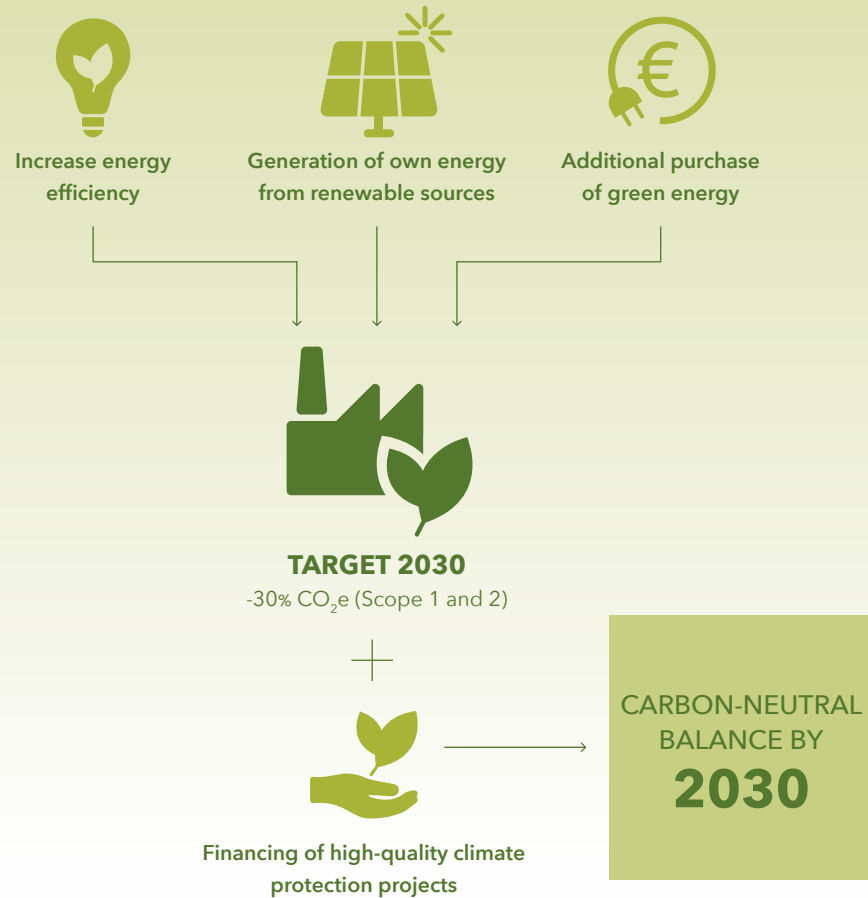 €
Increase energy
efficiency
Generation of own energy
from renewable sources
Additional purchase
of green energy
TARGET 2030
-30% CO₂e (Scope 1 and 2)
CARBON-NEUTRAL
BALANCE BY
2030
Financing of high-quality climate
protection projects